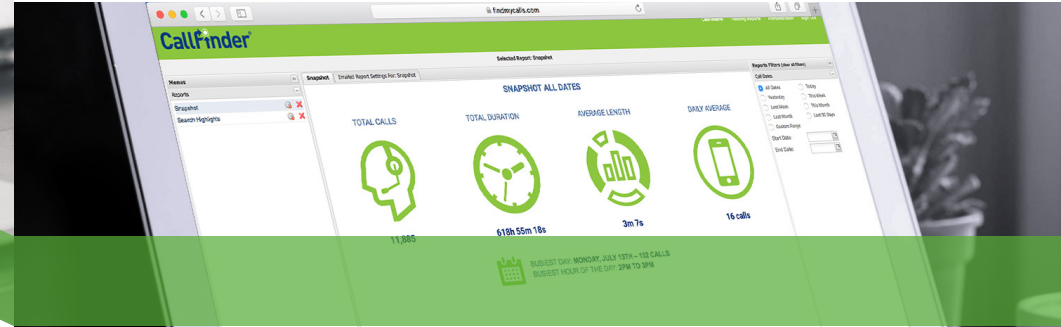 findmycalls.com
CallFinder®
Selected Report: Snapshot
Menus
Reports
Snapshot
Search Highlights
Snapshot
Emailed Report Settings For: Snapshot
SNAPSHOT ALL DATES
TOTAL CALLS
TOTAL DURATION
AVERAGE LENGTH
DAILY AVERAGE
11,885
618h 55m 18s
3m 7s
16 calls
BUSIEST DAY: MONDAY, JULY 13TH – 132 CALLS
BUSIEST HOUR OF THE DAY: 2PM TO 3PM
Reports Filters (clear all filters)
Call Dates
All Dates
Today
Yesterday
This Week
Last Week
This Month
Last Month
Last 90 Days
Custom Range
Start Date:
End Date: